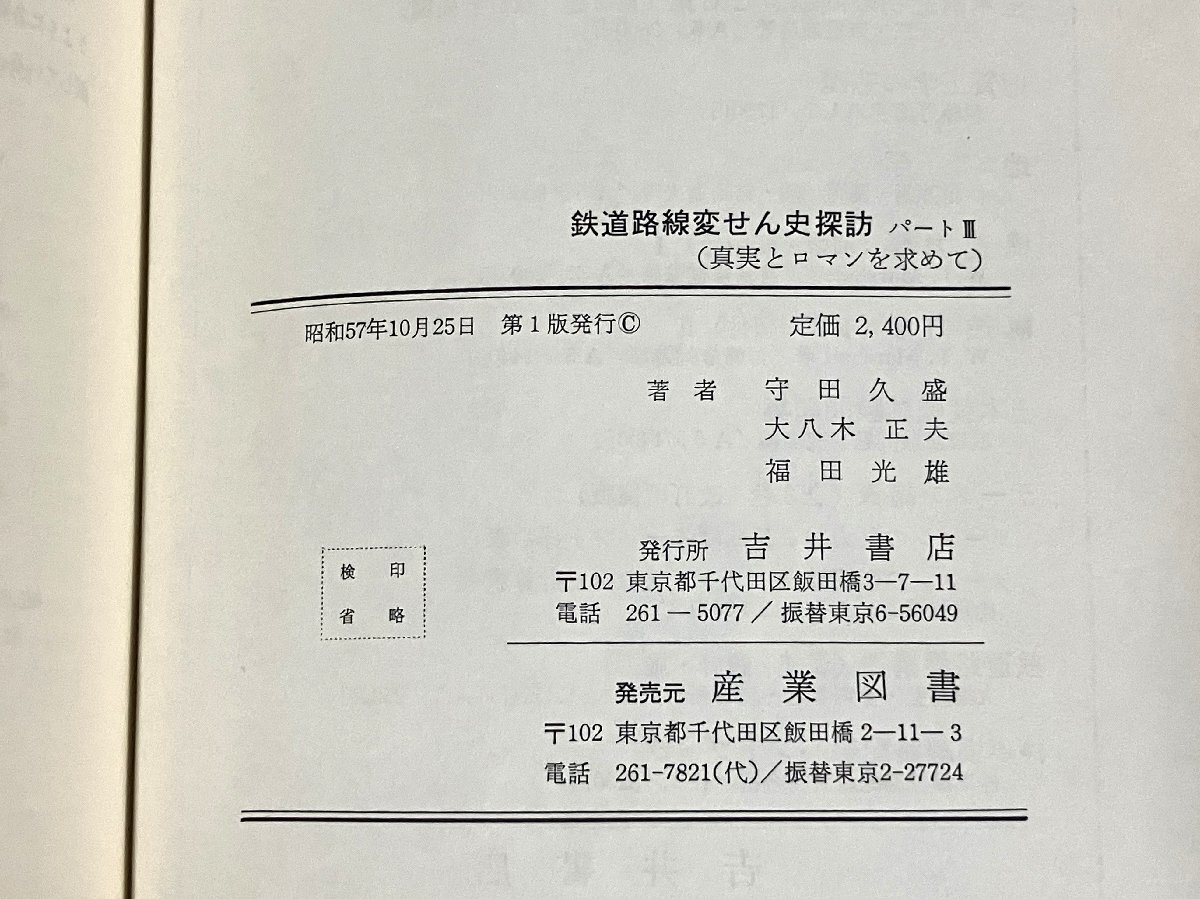 鉄道路線変せん史探訪 パートⅢ
(真実とロマンを求めて)
昭和57年10月25日 第1版発行Ⓒ 定価 2,400円
著者 守田久盛
大八木 正夫
福田光雄
発行所 吉井書店
〒102 東京都千代田区飯田橋3―7―11
電話 261―5077／振替東京6-56049
検印
省略
発売元 産業図書
〒102 東京都千代田区飯田橋2―11―3
電話 261-7821(代)／振替東京2-27724